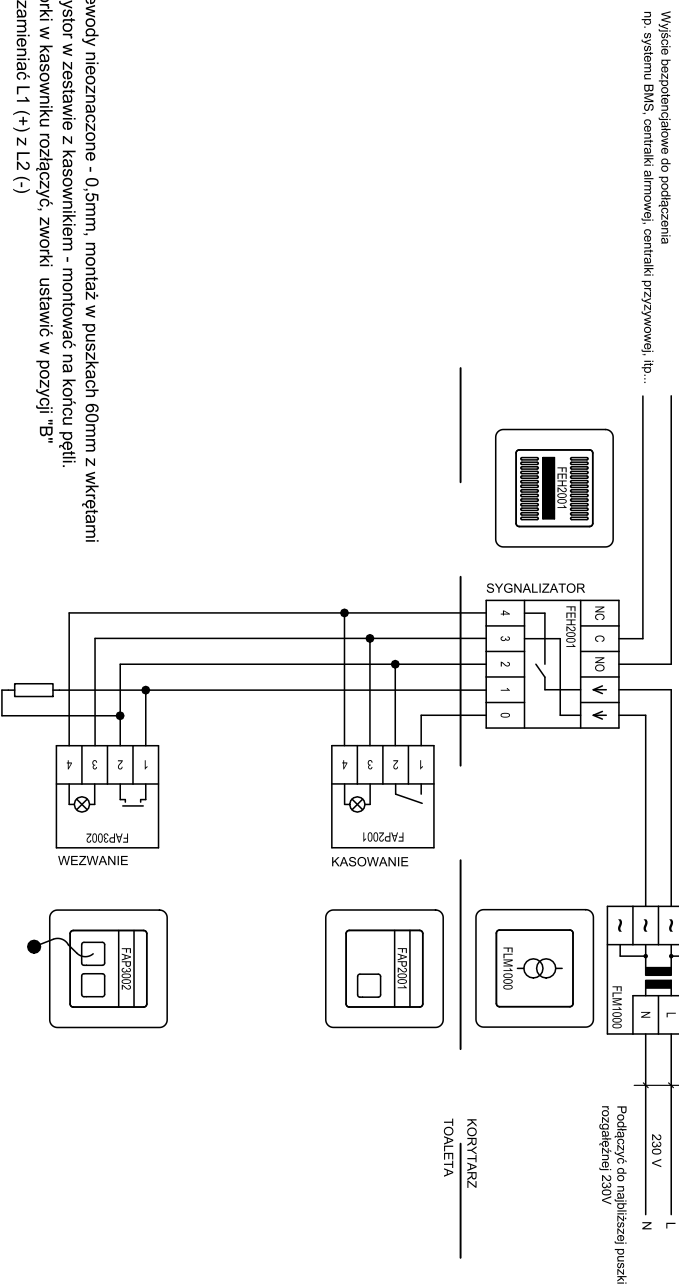 Wyjście bezpotencjałowe do podłączenia
np. systemu BMS, centralki alrmowej, centralki przyzywowej, itp...
FEH2001
SYGNALIZATOR
NC C NO
FEH2001
4 3 2 1 0
1 2 3 4
FAP3002
WEZWANIE
1 2 3 4
FAP2001
KASOWANIE
~ ~ ~
L
N
FLM1000
FLM1000
FAP2001
FAP3002
230 V
L
N
Podłączyć do najbliższej puszki
rozgałęźnej 230V
KORYTARZ
TOALETA
ewody nieoznaczone - 0,5mm, montaż w puszkach 60mm z wkrętami
ystor w zestawie z kasownikiem - montować na końcu pętli.
orki w kasowniku rozłączyć, zworki ustawić w pozycji "B"
zamieniać L1 (+) z L2 (-)